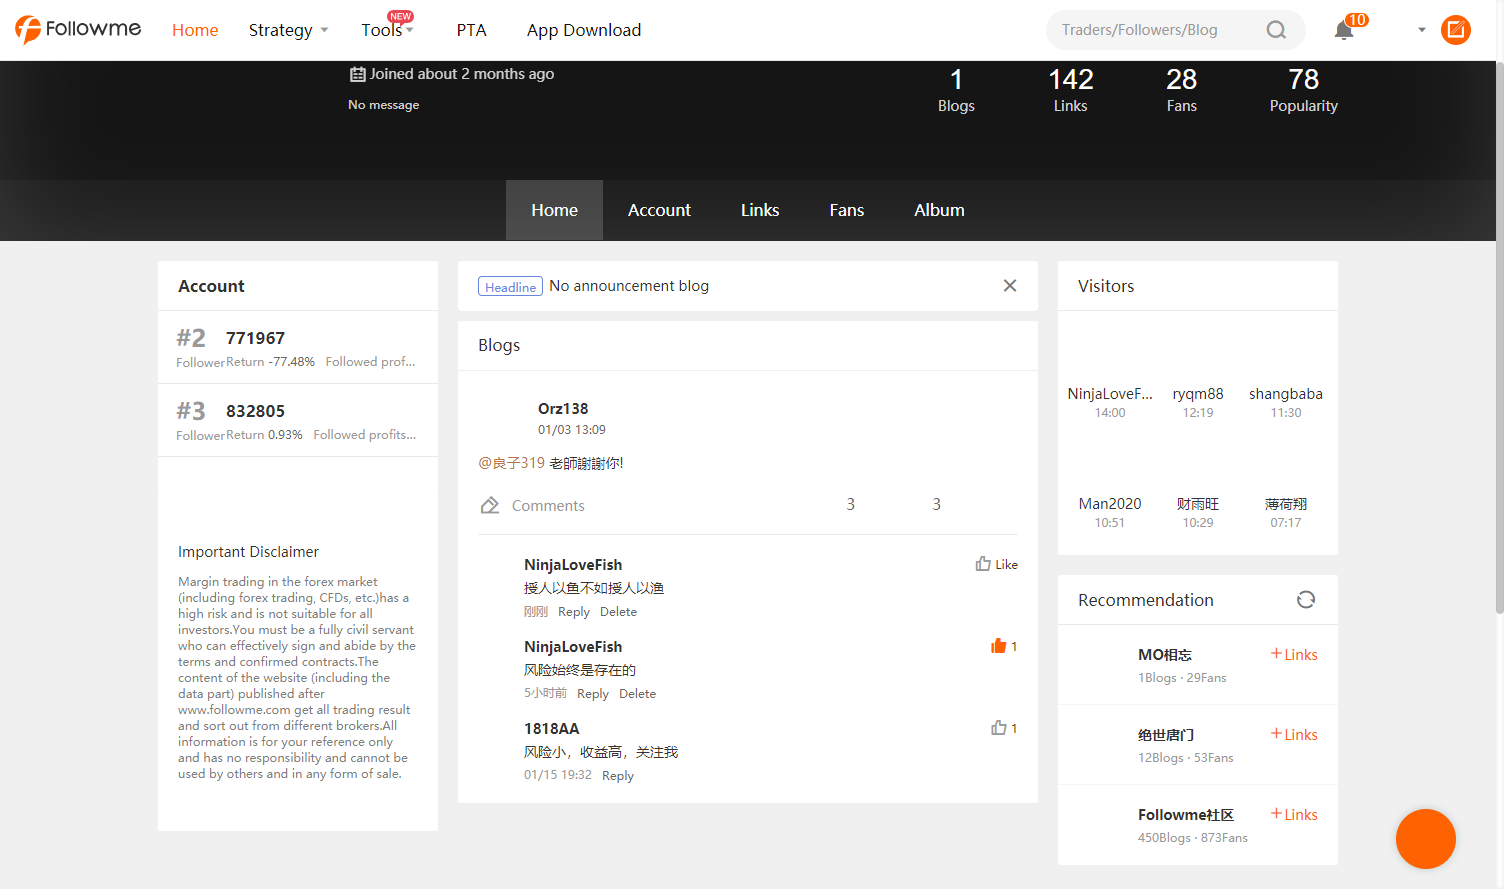 Followme
Home
Strategy
Tools
NEW
PTA
App Download
Traders/Followers/Blog
10
Joined about 2 months ago
No message
1
Blogs
142
Links
28
Fans
78
Popularity
Home
Account
Links
Fans
Album
Account
#2 771967
Follower Return -77.48% Followed prof...
#3 832805
Follower Return 0.93% Followed profits...
Important Disclaimer
Margin trading in the forex market
(including forex trading, CFDs, etc.)has a
high risk and is not suitable for all
investors.You must be a fully civil servant
who can effectively sign and abide by the
terms and confirmed contracts.The
content of the website (including the
data part) published after
www.followme.com get all trading result
and sort out from different brokers.All
information is for your reference only
and has no responsibility and cannot be
used by others and in any form of sale.
Headline No announcement blog
Blogs
Orz138
01/03 13:09
@良子319 老師謝謝你!
Comments 3 3
NinjaLoveFish Like
授人以鱼不如授人以渔
刚刚 Reply Delete
NinjaLoveFish 1
风险始终是存在的
5小时前 Reply Delete
1818AA 1
风险小，收益高，关注我
01/15 19:32 Reply
Visitors
NinjaLoveF... ryqm88 shangbaba
14:00 12:19 11:30
Man2020 财雨旺 薄荷翔
10:51 10:29 07:17
Recommendation
MO相忘 +Links
1Blogs · 29Fans
绝世唐门 +Links
12Blogs · 53Fans
Followme社区 +Links
450Blogs · 873Fans